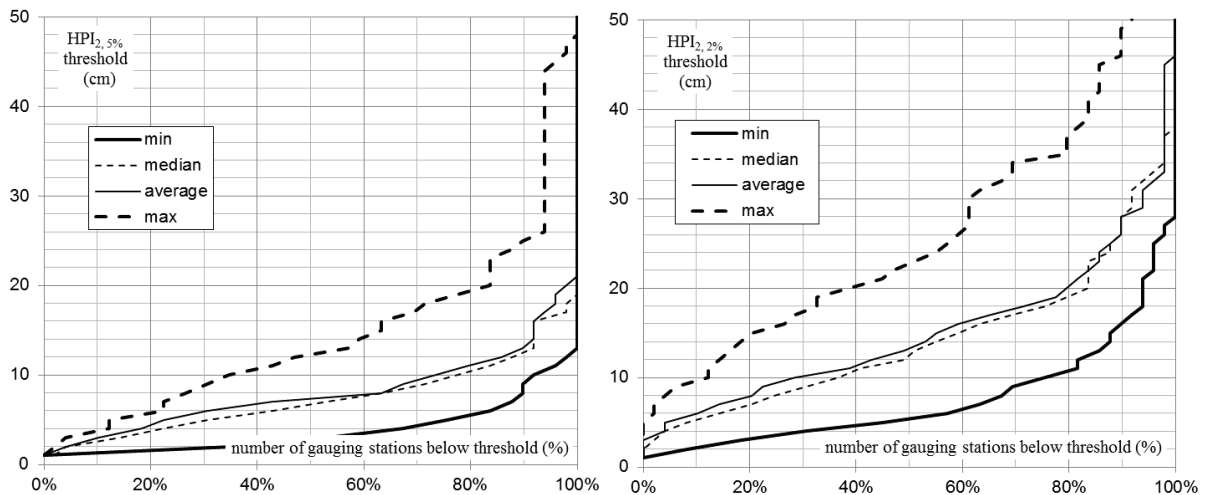 50
40
30
20
10
0
HPI2, 5%
threshold
(cm)
min
median
average
max
number of gauging stations below threshold (%)
0% 20% 40% 60% 80% 100%
50
40
30
20
10
0
HPI2, 2%
threshold
(cm)
min
median
average
max
number of gauging stations below threshold (%)
0% 20% 40% 60% 80% 100%